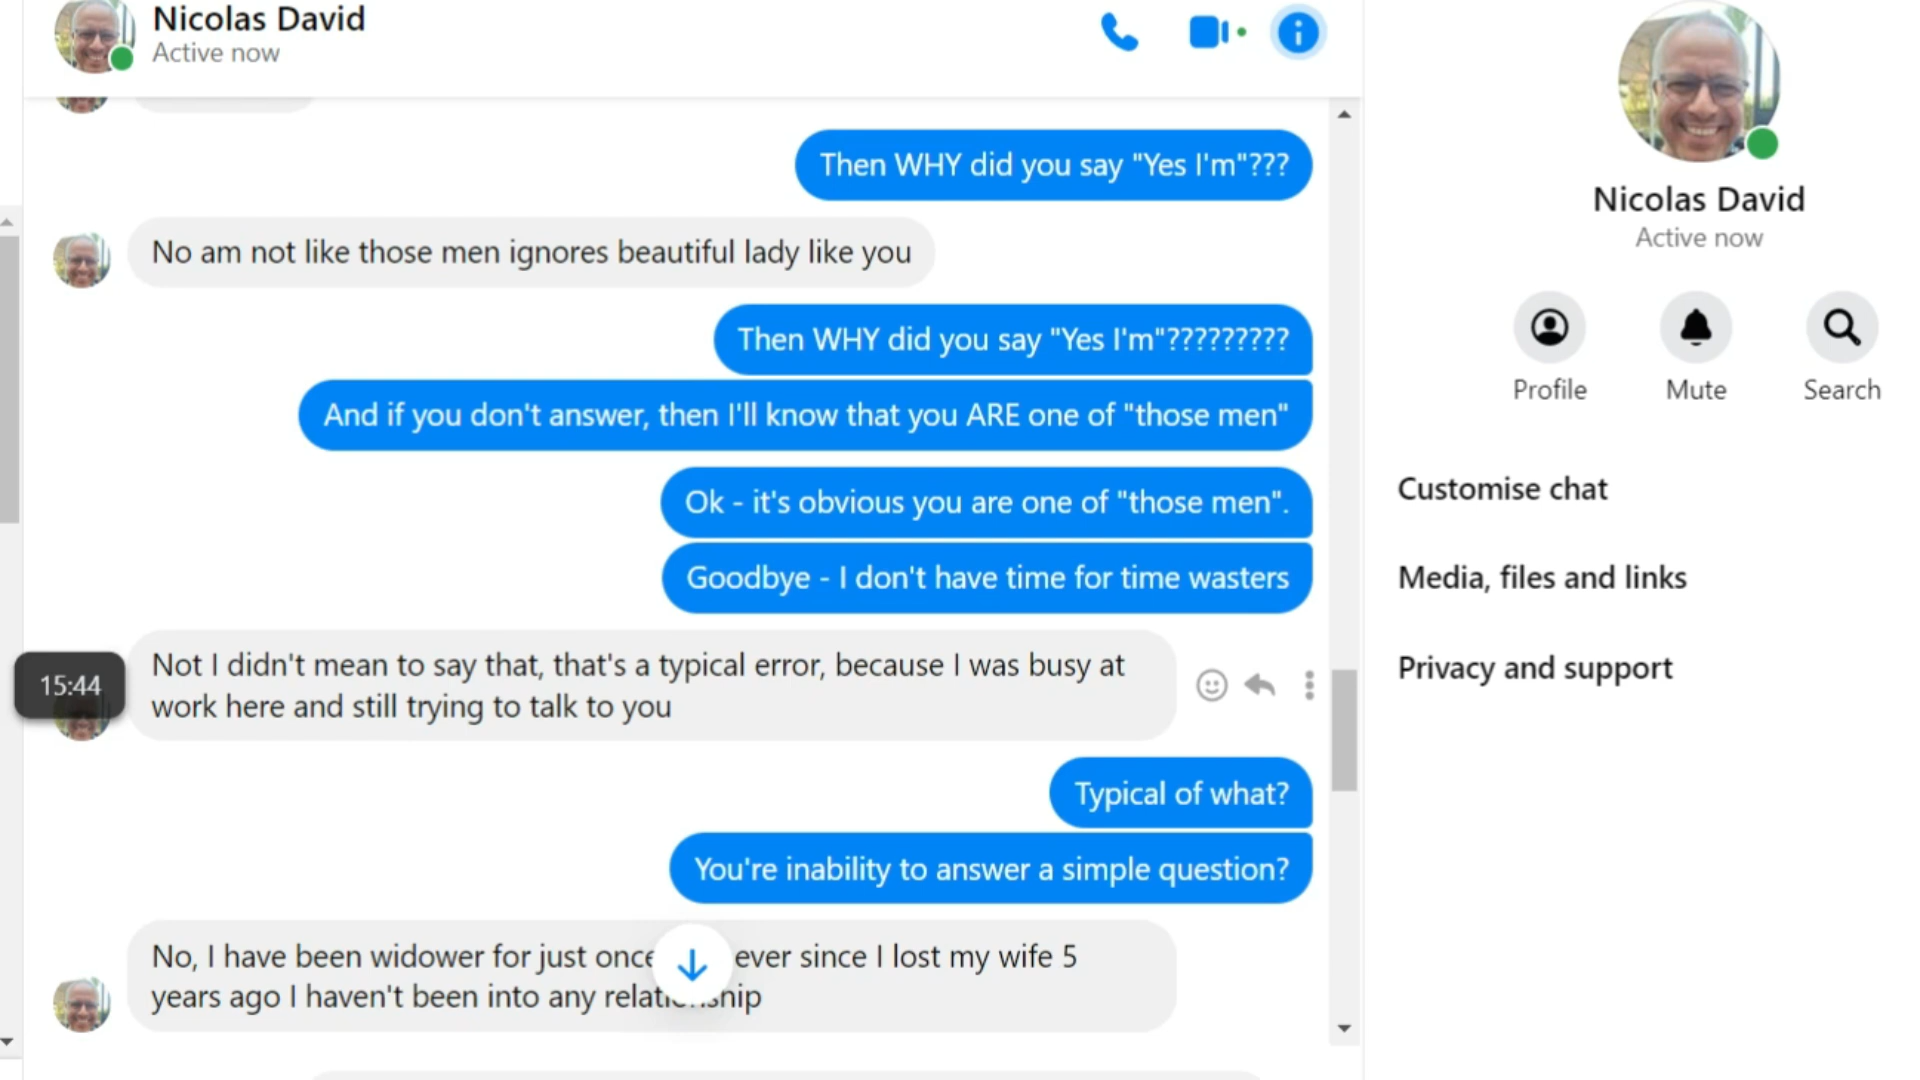 Nicolas David
Active now
Then WHY did you say "Yes I'm"???
No am not like those men ignores beautiful lady like you
Then WHY did you say "Yes I'm"?????????
And if you don't answer, then I'll know that you ARE one of "those men"
Ok - it's obvious you are one of "those men".
Goodbye - I don't have time for time wasters
15:44
Not I didn't mean to say that, that's a typical error, because I was busy at
work here and still trying to talk to you
Typical of what?
You're inability to answer a simple question?
No, I have been widower for just once ever since I lost my wife 5
years ago I haven't been into any relationship
Nicolas David
Active now
Profile
Mute
Search
Customise chat
Media, files and links
Privacy and support